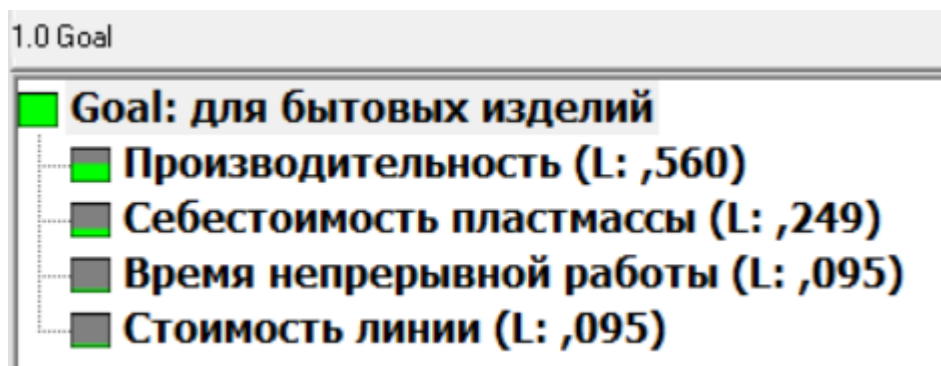 1.0 Goal
Goal: для бытовых изделий
Производительность (L: ,560)
Себестоимость пластмассы (L: ,249)
Время непрерывной работы (L: ,095)
Стоимость линии (L: ,095)